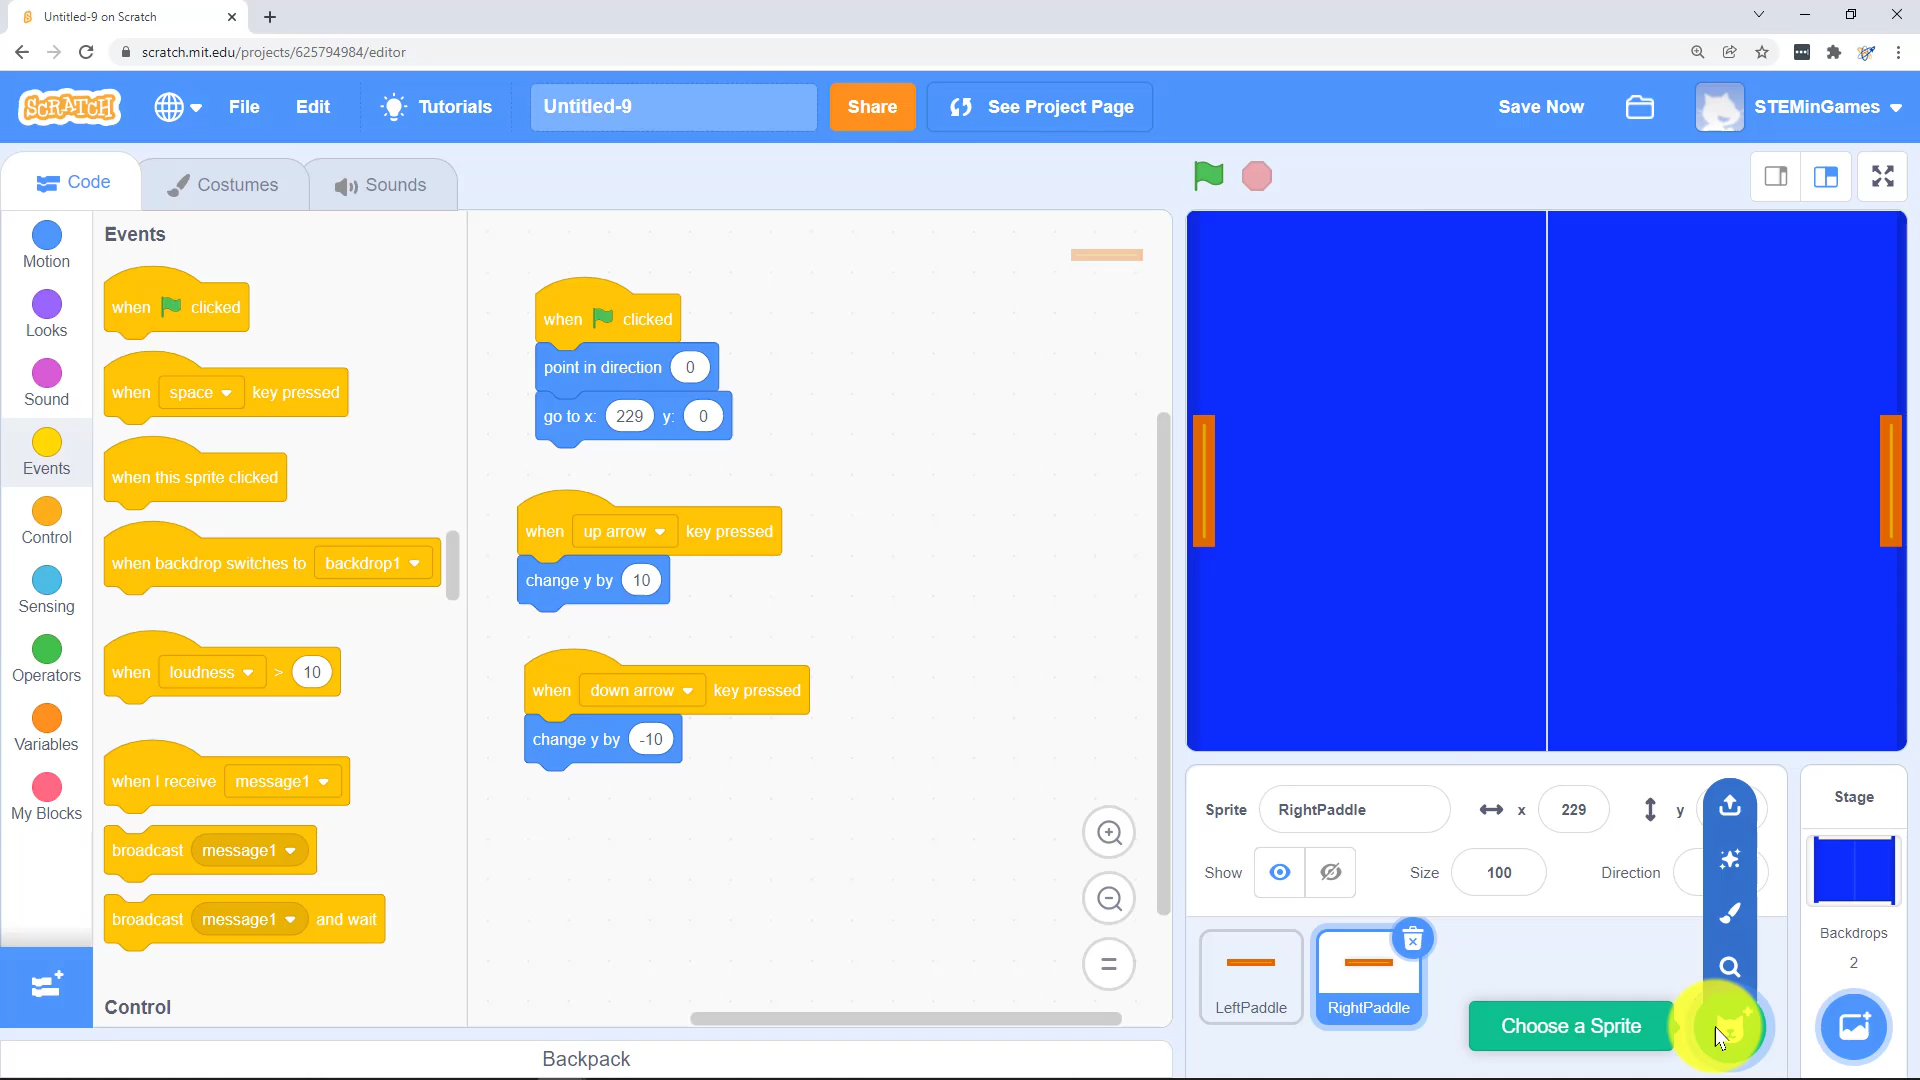 Untitled-9 on Scratch
scratch.mit.edu/projects/625794984/editor
SCRATCH
File
Edit
Tutorials
Untitled-9
Share
See Project Page
Save Now
STEMinGames
Code
Costumes
Sounds
Motion
Looks
Sound
Events
Control
Sensing
Operators
Variables
My Blocks
Events
when clicked
when space key pressed
when this sprite clicked
when backdrop switches to backdrop1
when loudness > 10
when I receive message1
broadcast message1
broadcast message1 and wait
Control
when clicked
point in direction 0
go to x: 229 y: 0
when up arrow key pressed
change y by 10
when down arrow key pressed
change y by -10
Backpack
Sprite RightPaddle x 229 y
Show Size 100 Direction
LeftPaddle
RightPaddle
Choose a Sprite
Stage
Backdrops
2